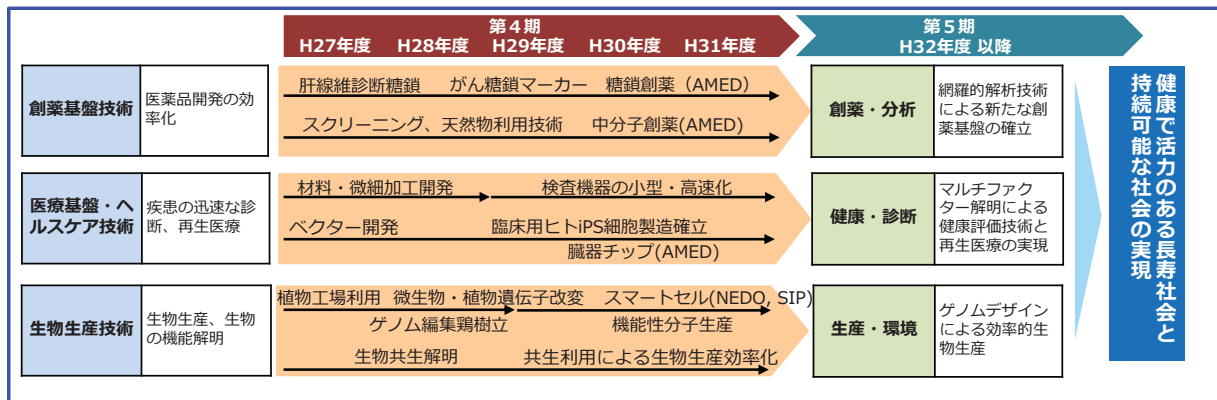 第４期
H27年度 H28年度 H29年度 H30年度 H31年度
第５期
H32年度 以降
創薬基盤技術
医薬品開発の効
率化
肝線維診断糖鎖 がん糖鎖マーカー 糖鎖創薬（AMED）
スクリーニング、天然物利用技術 中分子創薬(AMED)
創薬・分析
網羅的解析技術
による新たな創
薬基盤の確立
医療基盤・ヘ
ルスケア技術
疾患の迅速な診
断、再生医療
材料・微細加工開発 検査機器の小型・高速化
ベクター開発 臨床用ヒトiPS細胞製造確立
臓器チップ(AMED)
健康・診断
マルチファク
ター解明による
健康評価技術と
再生医療の実現
生物生産技術
生物生産、生物
の機能解明
植物工場利用 微生物・植物遺伝子改変 スマートセル(NEDO, SIP)
ゲノム編集鶏樹立 機能性分子生産
生物共生解明 共生利用による生物生産効率化
生産・環境
ゲノムデザイン
による効率的生
物生産
健康で活力のある長寿社会と
持続可能な社会の実現